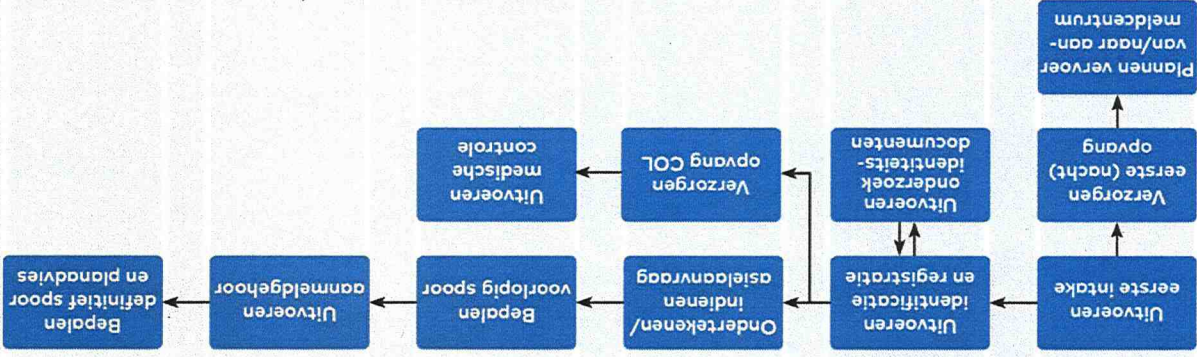 Uitvoeren
eerste intake
Uitvoeren
identificatie
en registratie
Ondertekenen/
indienen
asielaanvraag
Bepalen
voorlopig spoor
Uitvoeren
aanmeldgehoor
Bepalen
definitief spoor
en planadvies
Verzorgen
eerste (nacht)
opvang
Uitvoeren
onderzoek
identiteits-
documenten
Verzorgen
opvang COL
Uitvoeren
medische
controle
Plannen vervoer
van/naar aan-
meldcentrum